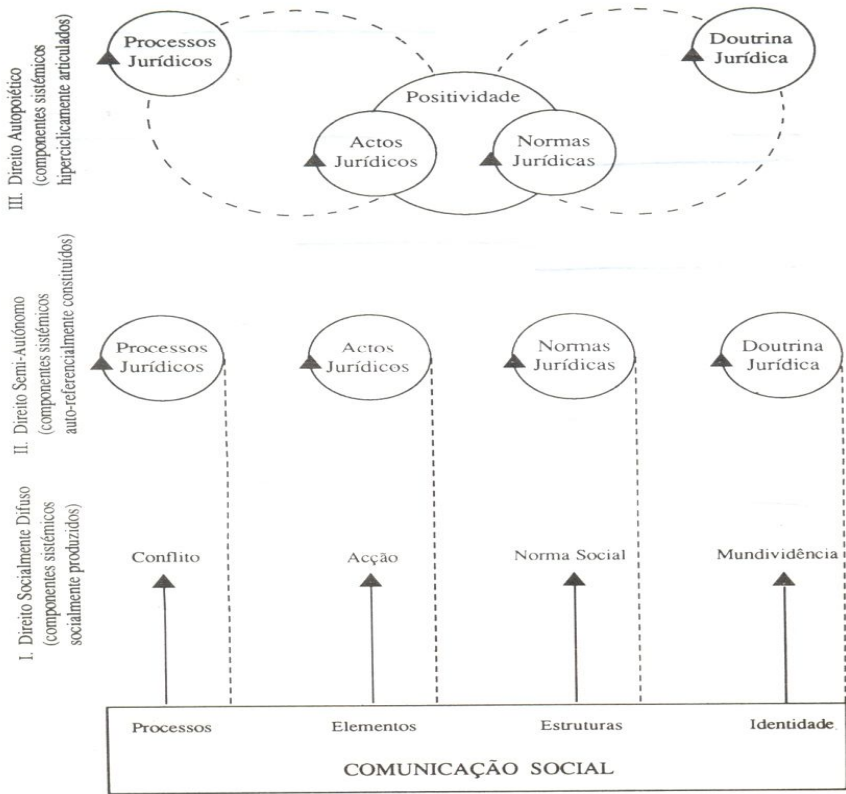 III. Direito Autopoiético
(componentes sistémicos
hiperciclicamente articulados)
Processos
Jurídicos
Doutrina
Jurídica
Positividade
Actos
Jurídicos
Normas
Jurídicas
II. Direito Semi-Autónomo
(componentes sistémicos
auto-referencialmente constituídos)
Processos
Jurídicos
Actos
Jurídicos
Normas
Jurídicas
Doutrina
Jurídica
I. Direito Socialmente Difuso
(componentes sistémicos
socialmente produzidos)
Conflito
Acção
Norma Social
Mundividência
Processos
Elementos
Estruturas
Identidade
COMUNICAÇÃO SOCIAL